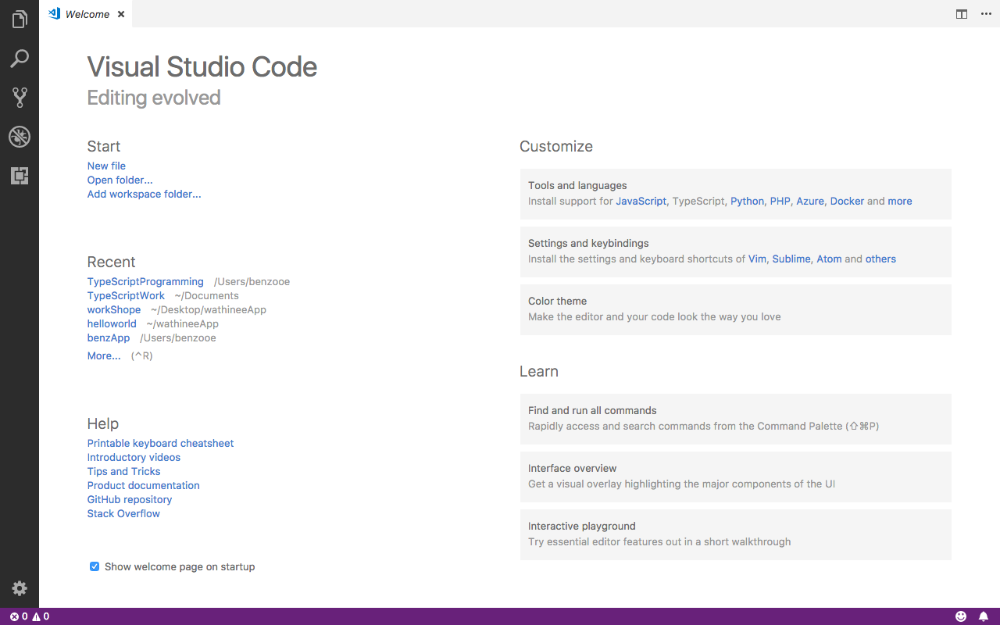 Welcome
Visual Studio Code
Editing evolved
Start
New file
Open folder...
Add workspace folder...
Recent
TypeScriptProgramming /Users/benzooe
TypeScriptWork ~/Documents
workShope ~/Desktop/wathineeApp
helloworld ~/wathineeApp
benzApp /Users/benzooe
More... (^R)
Help
Printable keyboard cheatsheet
Introductory videos
Tips and Tricks
Product documentation
GitHub repository
Stack Overflow
Show welcome page on startup
Customize
Tools and languages
Install support for JavaScript, TypeScript, Python, PHP, Azure, Docker and more
Settings and keybindings
Install the settings and keyboard shortcuts of Vim, Sublime, Atom and others
Color theme
Make the editor and your code look the way you love
Learn
Find and run all commands
Rapidly access and search commands from the Command Palette (⇧⌘P)
Interface overview
Get a visual overlay highlighting the major components of the UI
Interactive playground
Try essential editor features out in a short walkthrough
0 0